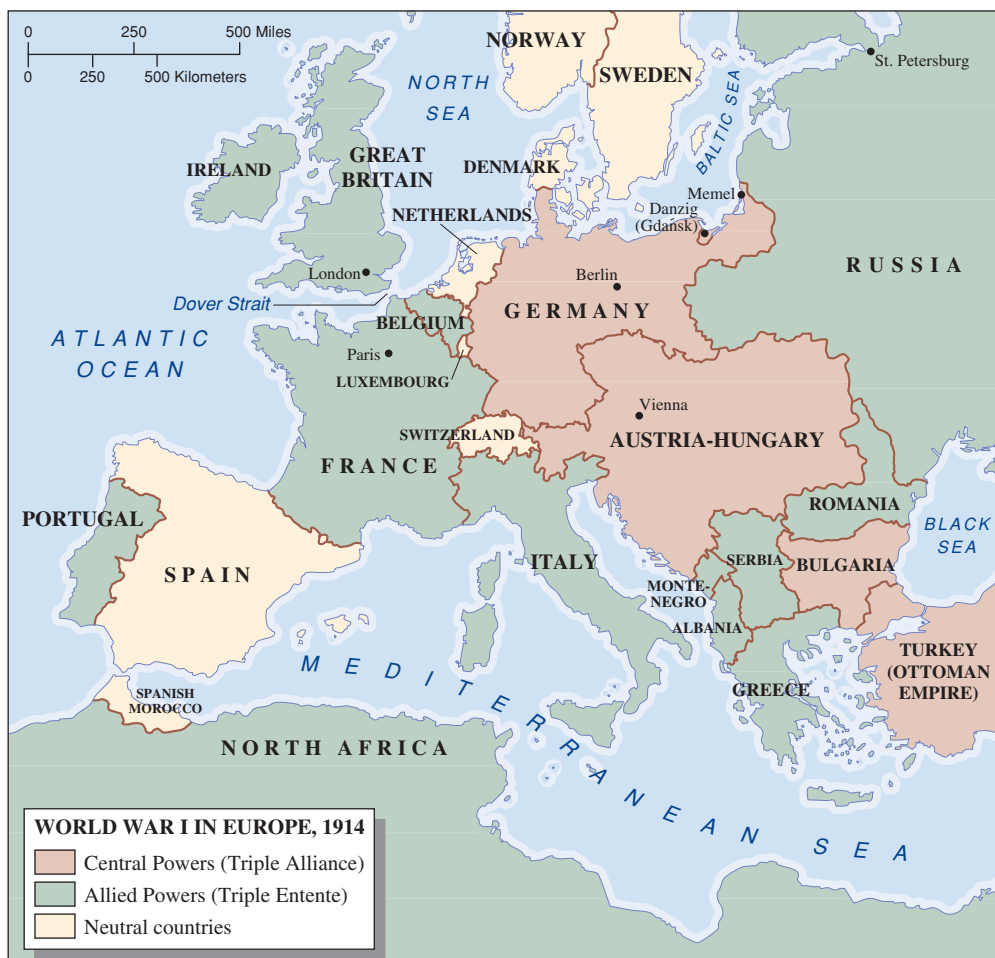 0 250 500 Miles
0 250 500 Kilometers
NORWAY
SWEDEN
St. Petersburg
NORTH
SEA
BALTIC SEA
IRELAND
GREAT
BRITAIN
DENMARK
Memel
Danzig
(Gdańsk)
NETHERLANDS
RUSSIA
London
Berlin
Dover Strait
GERMANY
BELGIUM
ATLANTIC
OCEAN
Paris
LUXEMBOURG
Vienna
SWITZERLAND
AUSTRIA-HUNGARY
FRANCE
ROMANIA
PORTUGAL
BLACK
SEA
ITALY
SERBIA
BULGARIA
SPAIN
MONTE-
NEGRO
ALBANIA
TURKEY
(OTTOMAN
EMPIRE)
GREECE
MEDITERRANEAN SEA
SPANISH
MOROCCO
NORTH AFRICA
WORLD WAR I IN EUROPE, 1914
Central Powers (Triple Alliance)
Allied Powers (Triple Entente)
Neutral countries